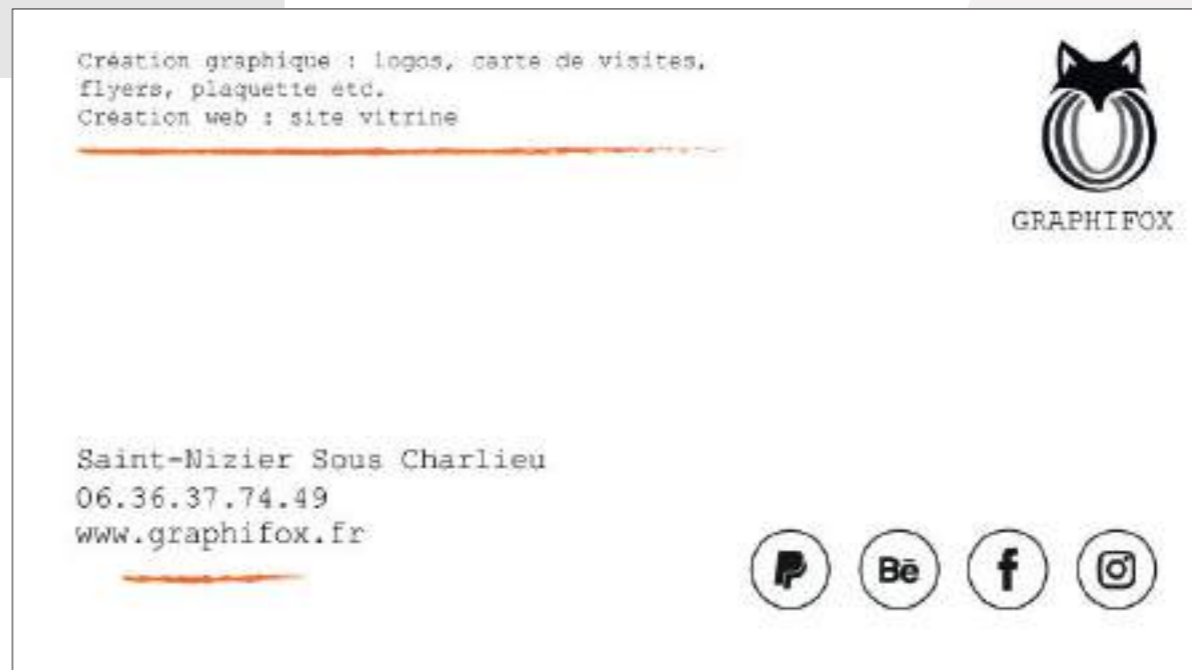 Création graphique : logos, carte de visites,
flyers, plaquette etc.
Création web : site vitrine
GRAPHIFOX
Saint-Nizier Sous Charlieu
06.36.37.74.49
www.graphifox.fr
Bē